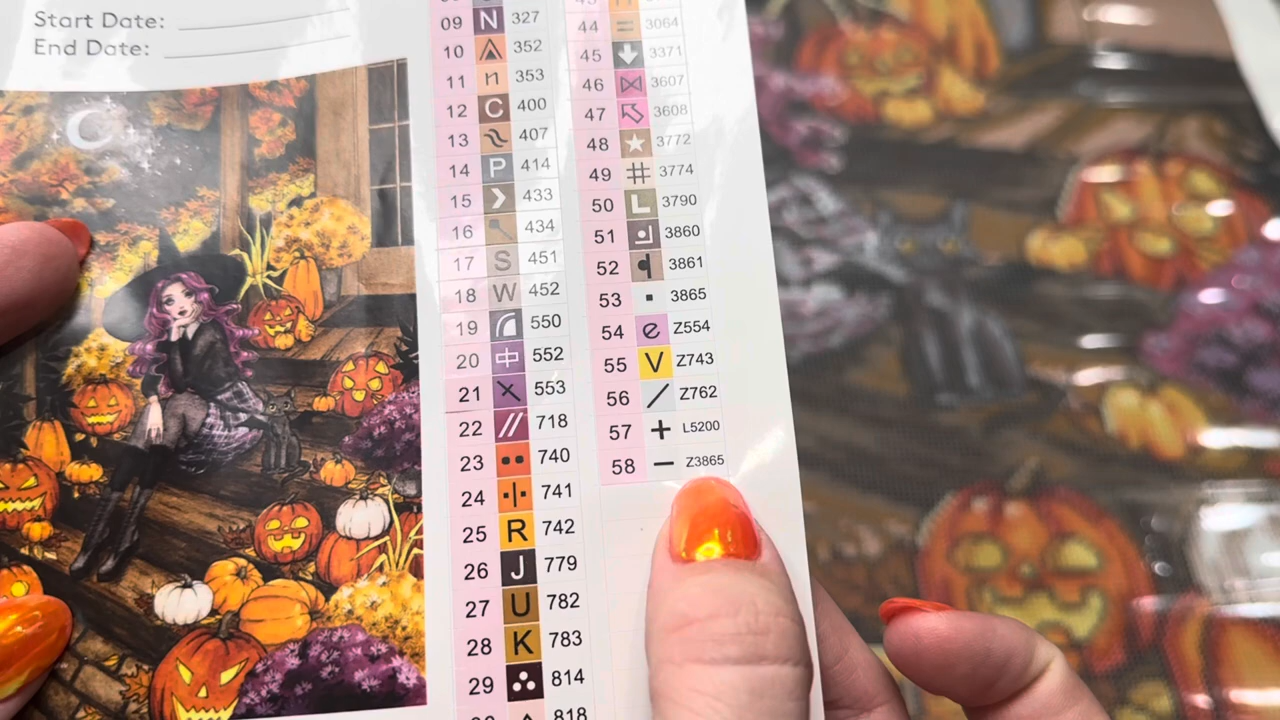 Start Date:
End Date:
09 N 327
10 352
11 n 353
12 C 400
13 407
14 P 414
15 433
16 434
17 S 451
18 W 452
19 550
20 中 552
21 553
22 // 718
23 740
24 741
25 R 742
26 J 779
27 U 782
28 K 783
29 814
818
44 = 3064
45 3371
46 3607
47 3608
48 ★ 3772
49 # 3774
50 L 3790
51 3860
52 3861
53 ▪ 3865
54 e Z554
55 V Z743
56 / Z762
57 + L5200
58 – Z3865